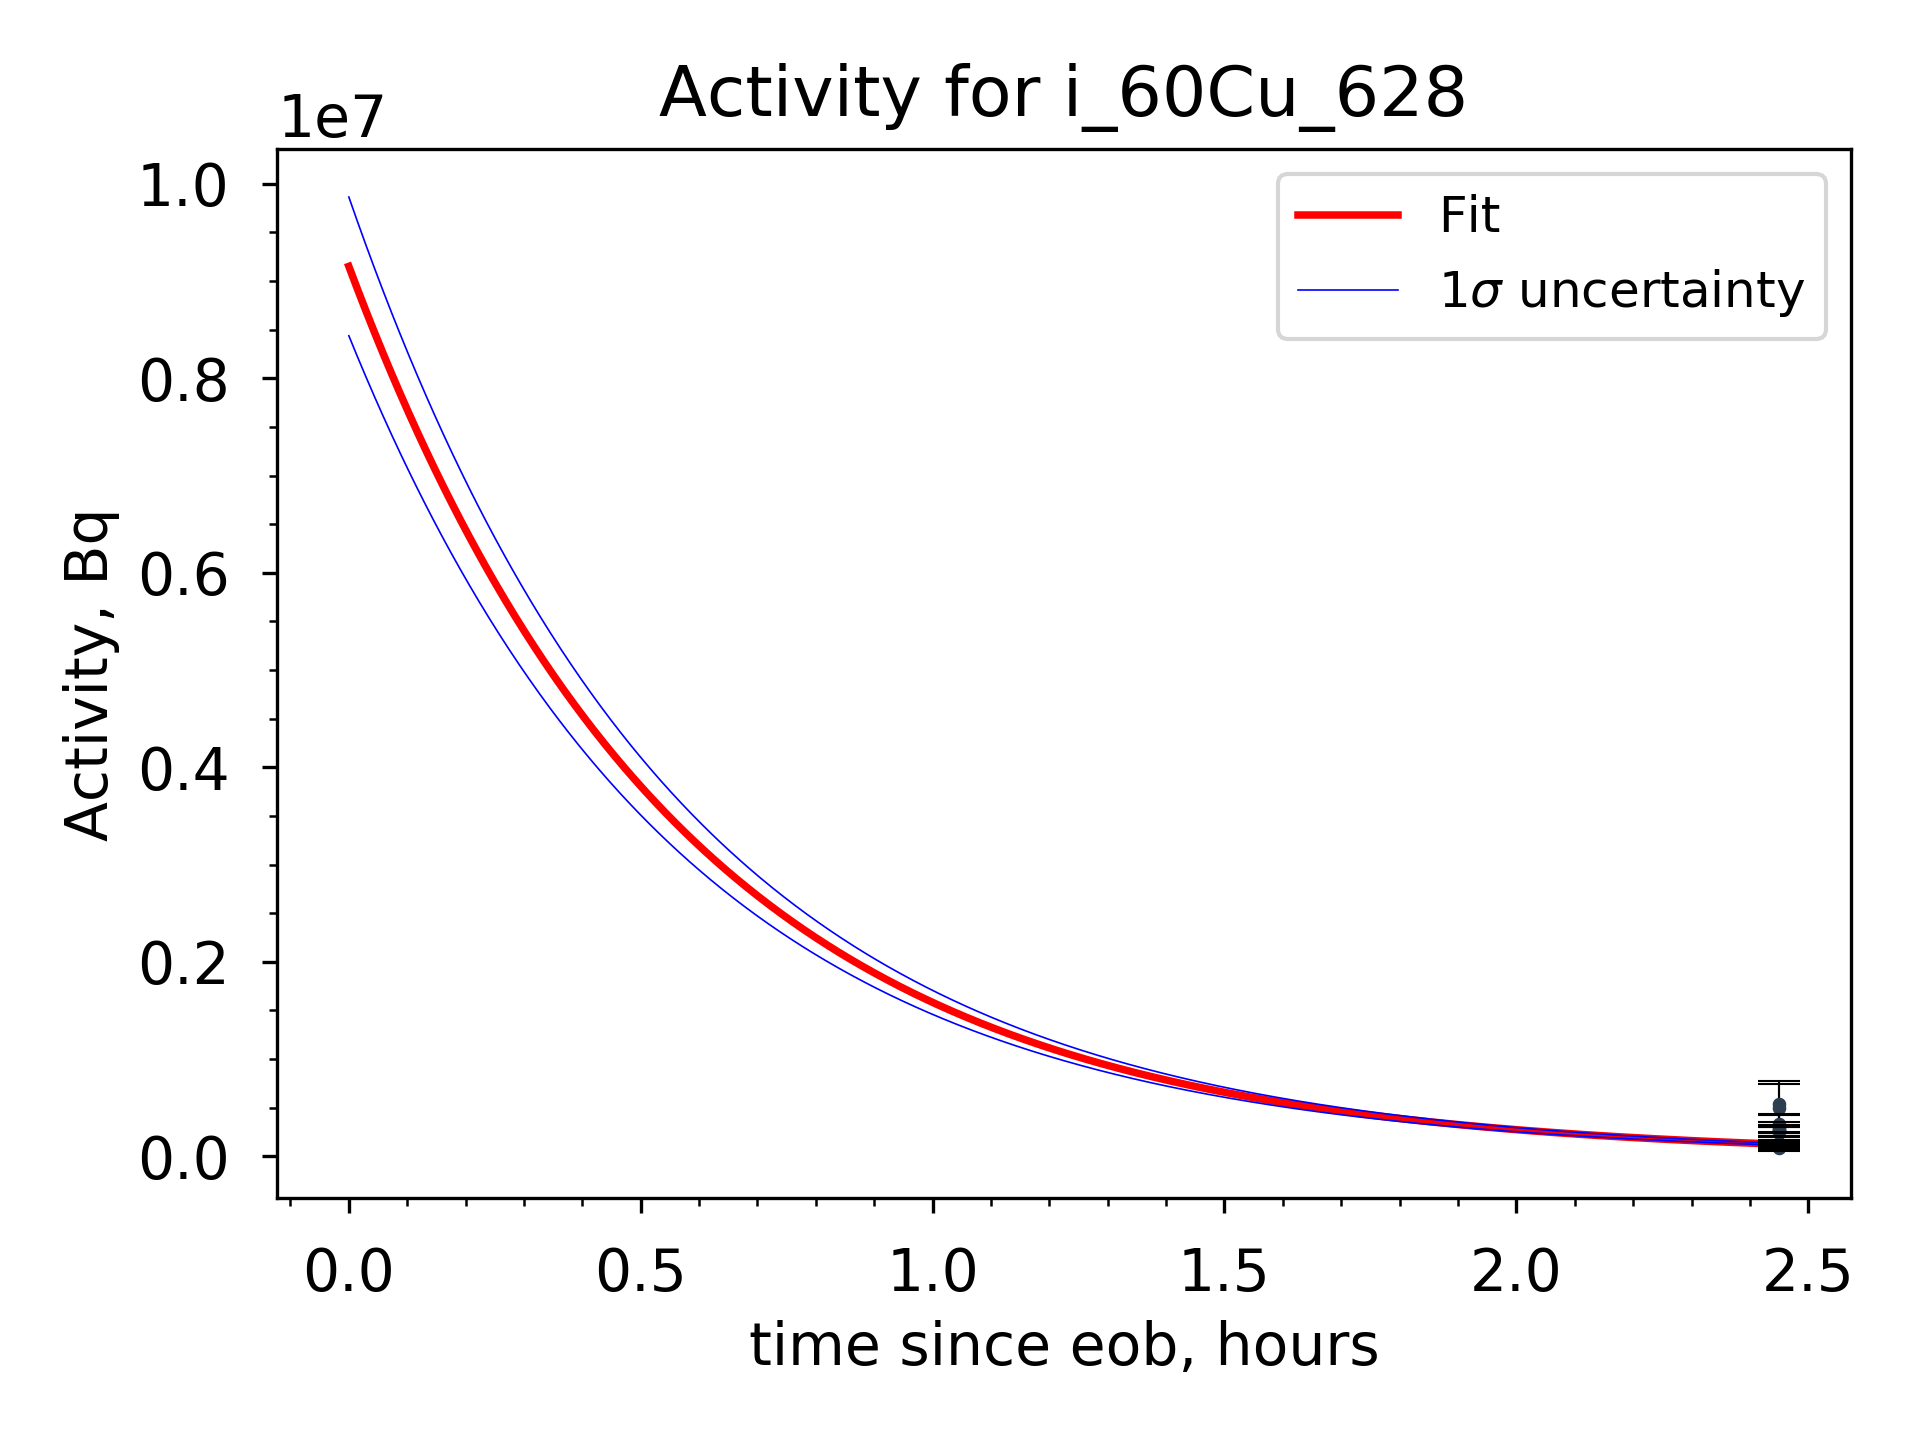 Activity for i_60Cu_628
1e7
Fit
1σ uncertainty
1.0
0.8
0.6
0.4
0.2
0.0
Activity, Bq
0.0 0.5 1.0 1.5 2.0 2.5
time since eob, hours